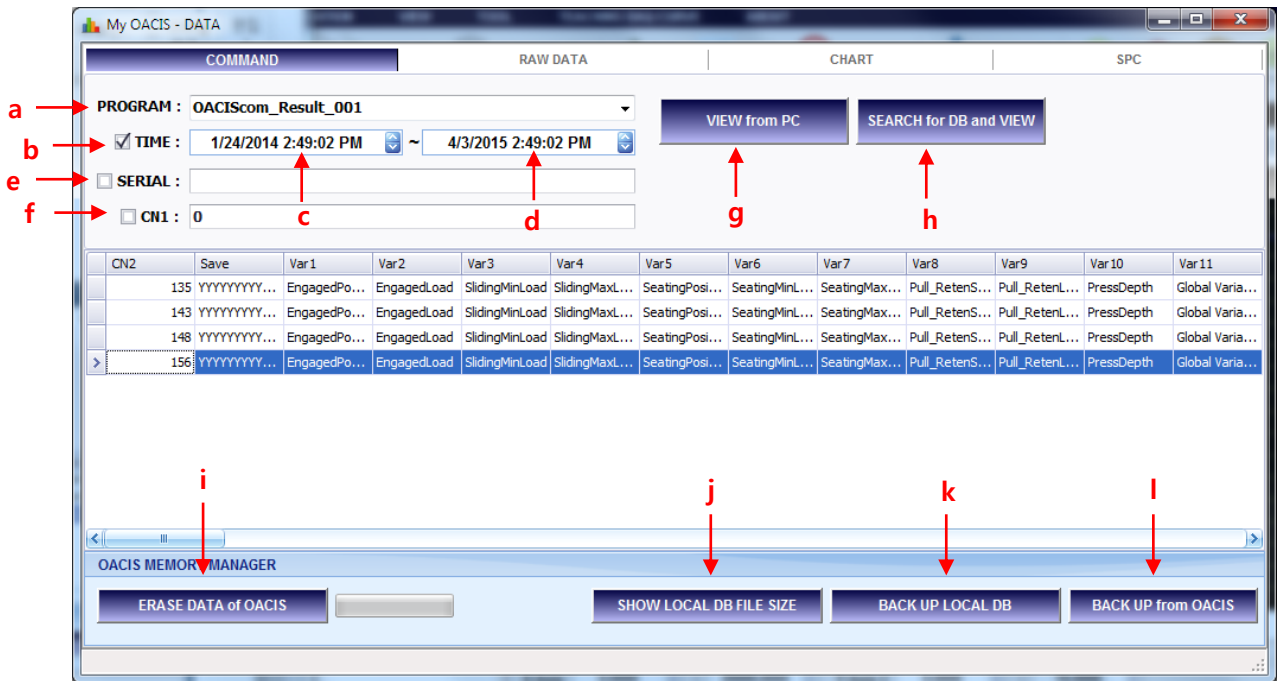 My OACIS - DATA
COMMAND RAW DATA CHART SPC
a PROGRAM : OACIScom_Result_001
b TIME : 1/24/2014 2:49:02 PM ~ 4/3/2015 2:49:02 PM
VIEW from PC SEARCH for DB and VIEW
e SERIAL :
f CN1 : 0
c d g h
CN2 Save Var1 Var2 Var3 Var4 Var5 Var6 Var7 Var8 Var9 Var10 Var11
135 YYYYYYYYY... EngagedPo... EngagedLoad SlidingMinLoad SlidingMaxL... SeatingPosi... SeatingMinL... SeatingMax... Pull_RetenS... Pull_RetenL... PressDepth Global Varia...
143 YYYYYYYYY... EngagedPo... EngagedLoad SlidingMinLoad SlidingMaxL... SeatingPosi... SeatingMinL... SeatingMax... Pull_RetenS... Pull_RetenL... PressDepth Global Varia...
148 YYYYYYYYY... EngagedPo... EngagedLoad SlidingMinLoad SlidingMaxL... SeatingPosi... SeatingMinL... SeatingMax... Pull_RetenS... Pull_RetenL... PressDepth Global Varia...
156 YYYYYYYYY... EngagedPo... EngagedLoad SlidingMinLoad SlidingMaxL... SeatingPosi... SeatingMinL... SeatingMax... Pull_RetenS... Pull_RetenL... PressDepth Global Varia...
i j k l
OACIS MEMORY MANAGER
ERASE DATA of OACIS SHOW LOCAL DB FILE SIZE BACK UP LOCAL DB BACK UP from OACIS